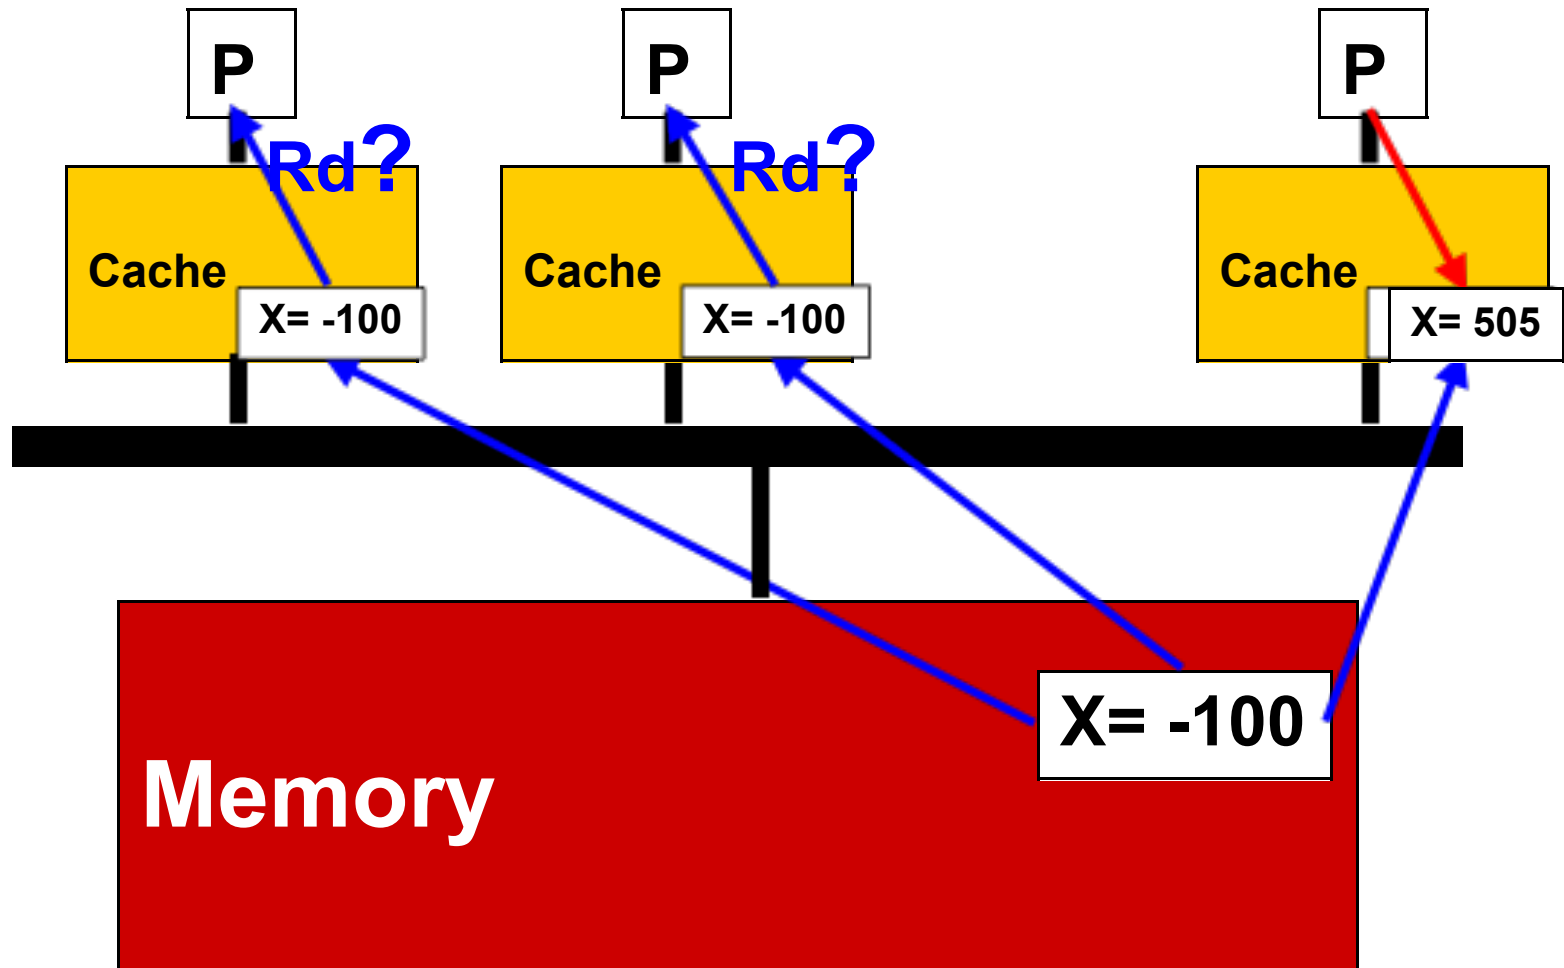 P
P
P
Rd?
Rd?
Cache
Cache
Cache
X= -100
X= -100
X= 505
X= -100
Memory